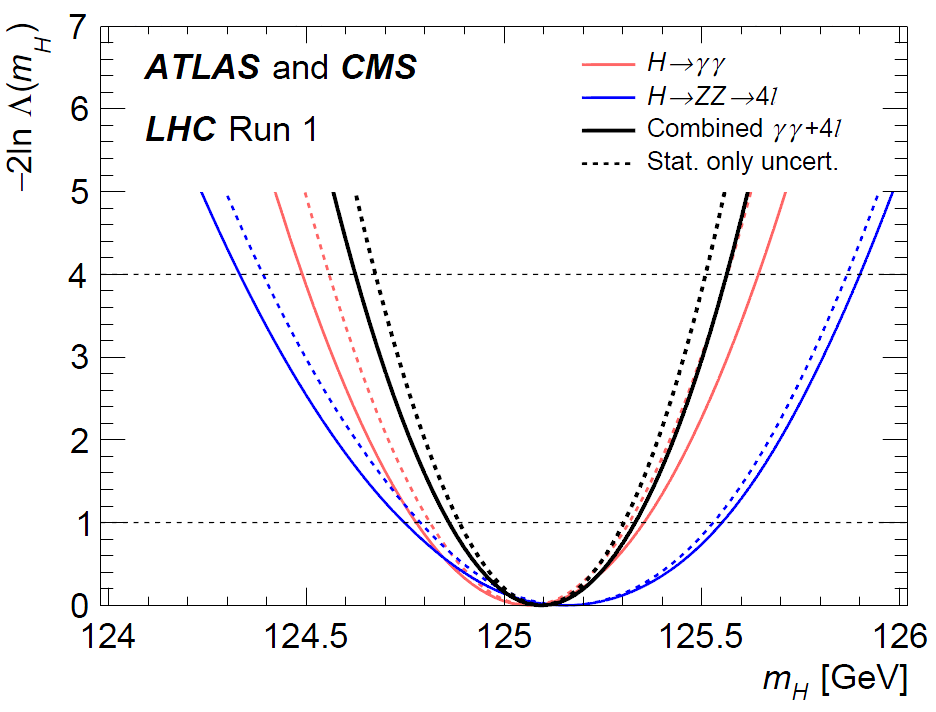 −2ln Λ(m_H)
7
6
5
4
3
2
1
0
ATLAS and CMS
LHC Run 1
H→γγ
H→ZZ→4l
Combined γγ+4l
Stat. only uncert.
124 124.5 125 125.5 126
m_H [GeV]